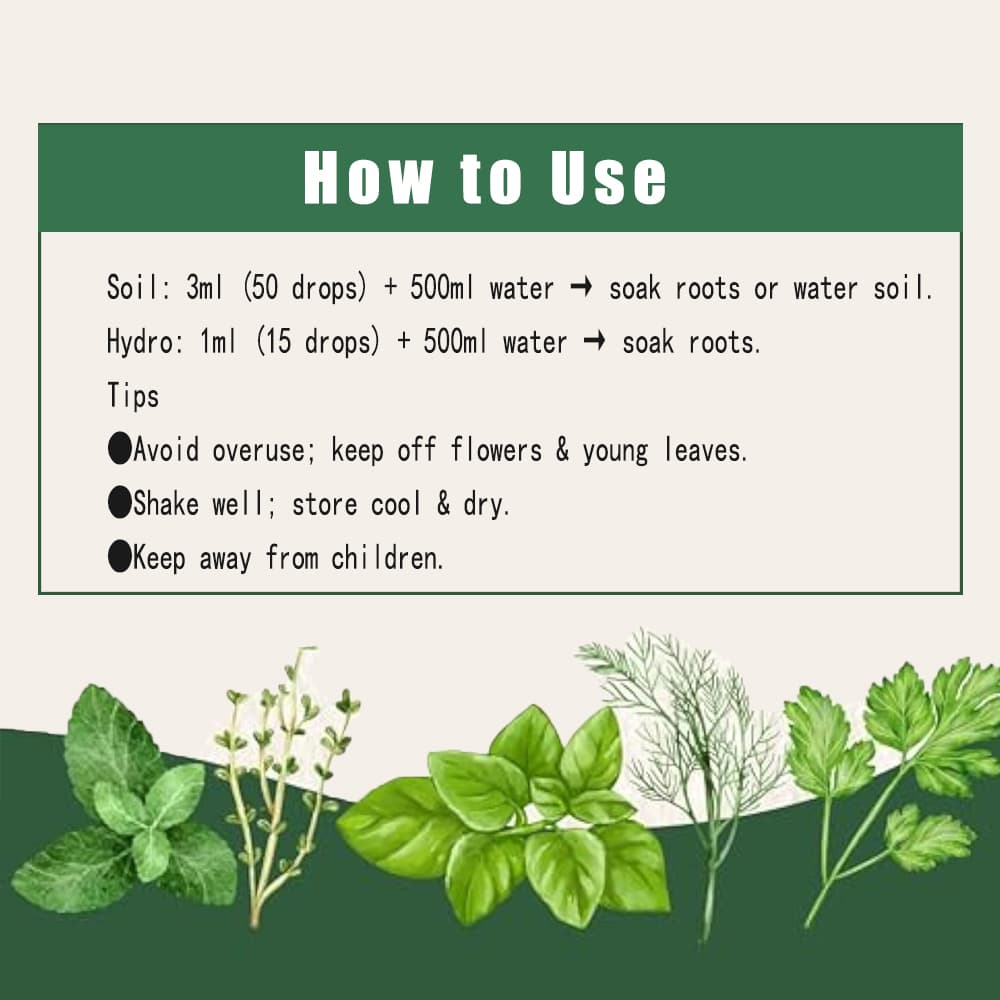 How to Use
Soil: 3ml (50 drops) + 500ml water → soak roots or water soil.
Hydro: 1ml (15 drops) + 500ml water → soak roots.
Tips
●Avoid overuse; keep off flowers & young leaves.
●Shake well; store cool & dry.
●Keep away from children.